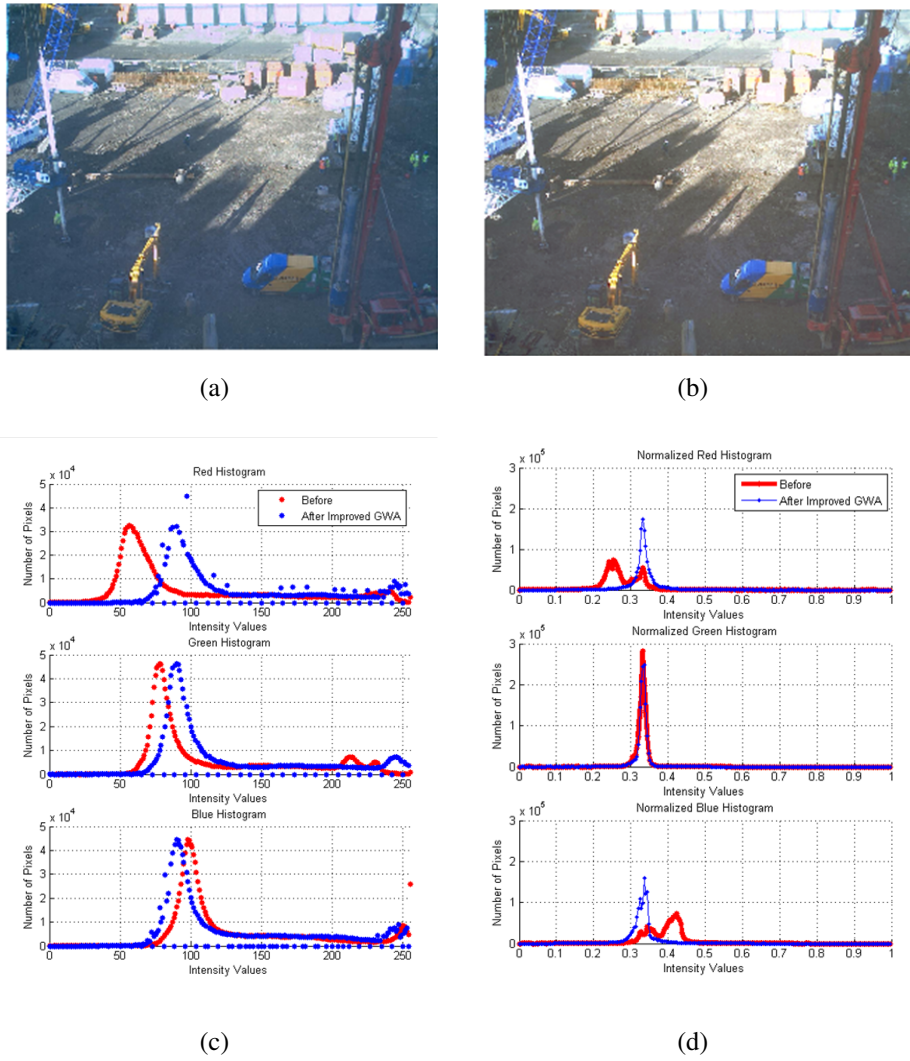 (a)
(b)
Red Histogram
x 10^4
Number of Pixels
5
4
3
2
1
0
0 50 100 150 200 250
Intensity Values
Before
After Improved GWA
Green Histogram
x 10^4
Number of Pixels
5
4
3
2
1
0
0 50 100 150 200 250
Intensity Values
Blue Histogram
x 10^4
Number of Pixels
5
4
3
2
1
0
0 50 100 150 200 250
Intensity Values
(c)
Normalized Red Histogram
x 10^5
Number of Pixels
3
2
1
0
0 0.1 0.2 0.3 0.4 0.5 0.6 0.7 0.8 0.9 1
Intensity Values
Before
After Improved GWA
Normalized Green Histogram
x 10^5
Number of Pixels
3
2
1
0
0 0.1 0.2 0.3 0.4 0.5 0.6 0.7 0.8 0.9 1
Intensity Values
Normalized Blue Histogram
x 10^5
Number of Pixels
3
2
1
0
0 0.1 0.2 0.3 0.4 0.5 0.6 0.7 0.8 0.9 1
Intensity Values
(d)